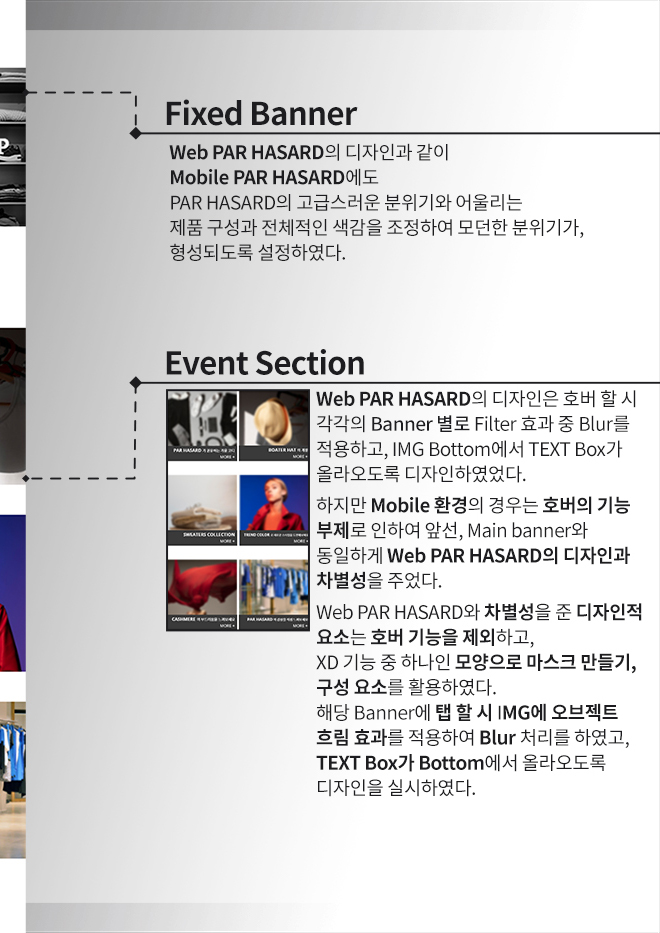 P
Fixed Banner
Web PAR HASARD의 디자인과 같이
Mobile PAR HASARD에도
PAR HASARD의 고급스러운 분위기와 어울리는
제품 구성과 전체적인 색감을 조정하여 모던한 분위기가,
형성되도록 설정하였다.
Event Section
Web PAR HASARD의 디자인은 호버 할 시
각각의 Banner 별로 Filter 효과 중 Blur를
적용하고, IMG Bottom에서 TEXT Box가
올라오도록 디자인하였었다.
하지만 Mobile 환경의 경우는 호버의 기능
부제로 인하여 앞선, Main banner와
동일하게 Web PAR HASARD의 디자인과
차별성을 주었다.
Web PAR HASARD와 차별성을 준 디자인적
요소는 호버 기능을 제외하고,
XD 기능 중 하나인 모양으로 마스크 만들기,
구성 요소를 활용하였다.
해당 Banner에 탭 할 시 IMG에 오브젝트
흐림 효과를 적용하여 Blur 처리를 하였고,
TEXT Box가 Bottom에서 올라오도록
디자인을 실시하였다.
PAR HASARD
BOATER HAT
MORE +
MORE +
SWEATERS COLLECTION
TREND COLOR
MORE +
MORE +
CASHMERE
PAR HASARD
MORE +
MORE +